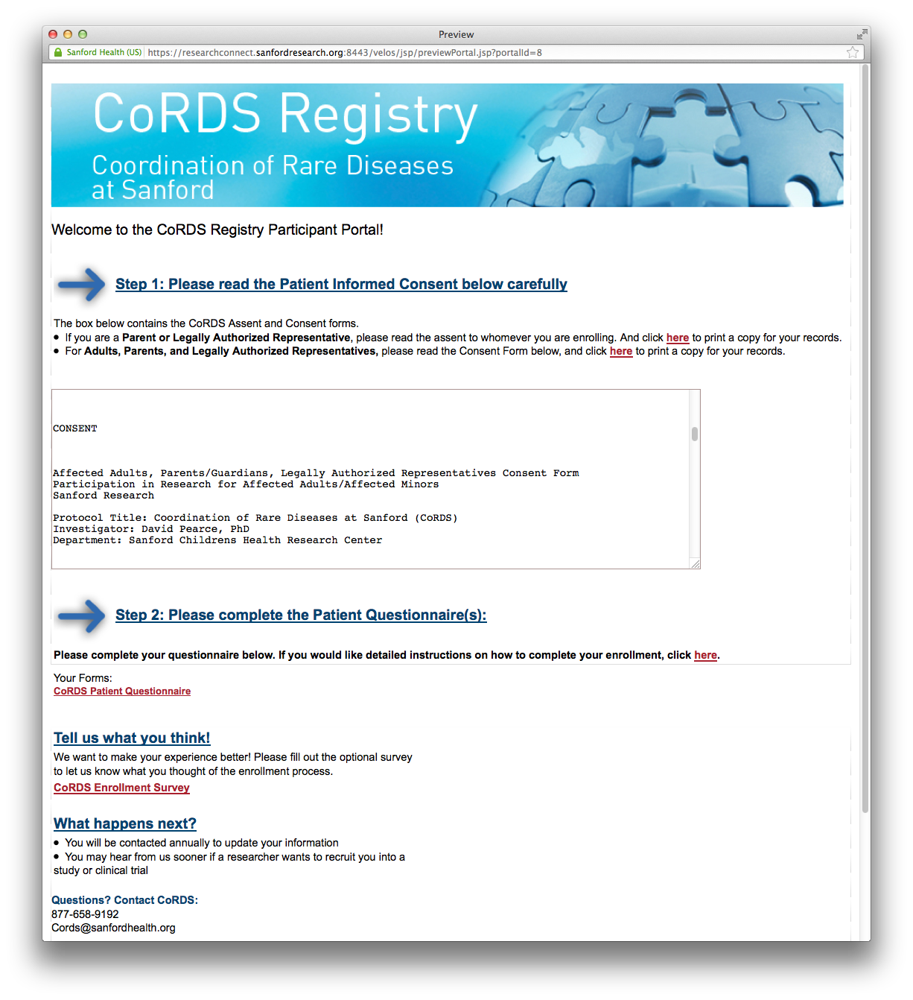 Preview
Sanford Health (US) https://researchconnect.sanfordresearch.org:8443/velos/jsp/previewPortal.jsp?portalId=8
CoRDS Registry
Coordination of Rare Diseases
at Sanford
Welcome to the CoRDS Registry Participant Portal!
Step 1: Please read the Patient Informed Consent below carefully
The box below contains the CoRDS Assent and Consent forms.
• If you are a Parent or Legally Authorized Representative, please read the assent to whomever you are enrolling. And click here to print a copy for your records.
• For Adults, Parents, and Legally Authorized Representatives, please read the Consent Form below, and click here to print a copy for your records.
CONSENT
Affected Adults, Parents/Guardians, Legally Authorized Representatives Consent Form
Participation in Research for Affected Adults/Affected Minors
Sanford Research
Protocol Title: Coordination of Rare Diseases at Sanford (CoRDS)
Investigator: David Pearce, PhD
Department: Sanford Childrens Health Research Center
Step 2: Please complete the Patient Questionnaire(s):
Please complete your questionnaire below. If you would like detailed instructions on how to complete your enrollment, click here.
Your Forms:
CoRDS Patient Questionnaire
Tell us what you think!
We want to make your experience better! Please fill out the optional survey
to let us know what you thought of the enrollment process.
CoRDS Enrollment Survey
What happens next?
• You will be contacted annually to update your information
• You may hear from us sooner if a researcher wants to recruit you into a
study or clinical trial
Questions? Contact CoRDS:
877-658-9192
Cords@sanfordhealth.org